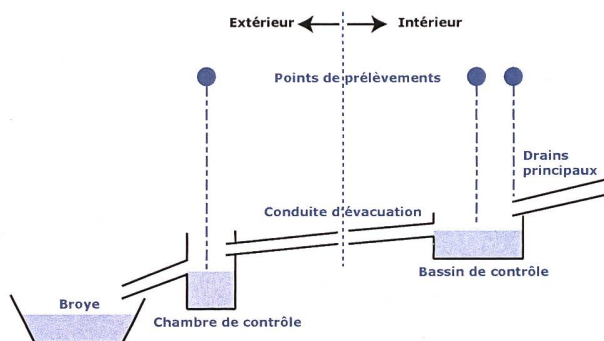 Extérieur
Intérieur
Points de prélèvements
Drains
principaux
Conduite d'évacuation
Bassin de contrôle
Broye
Chambre de contrôle